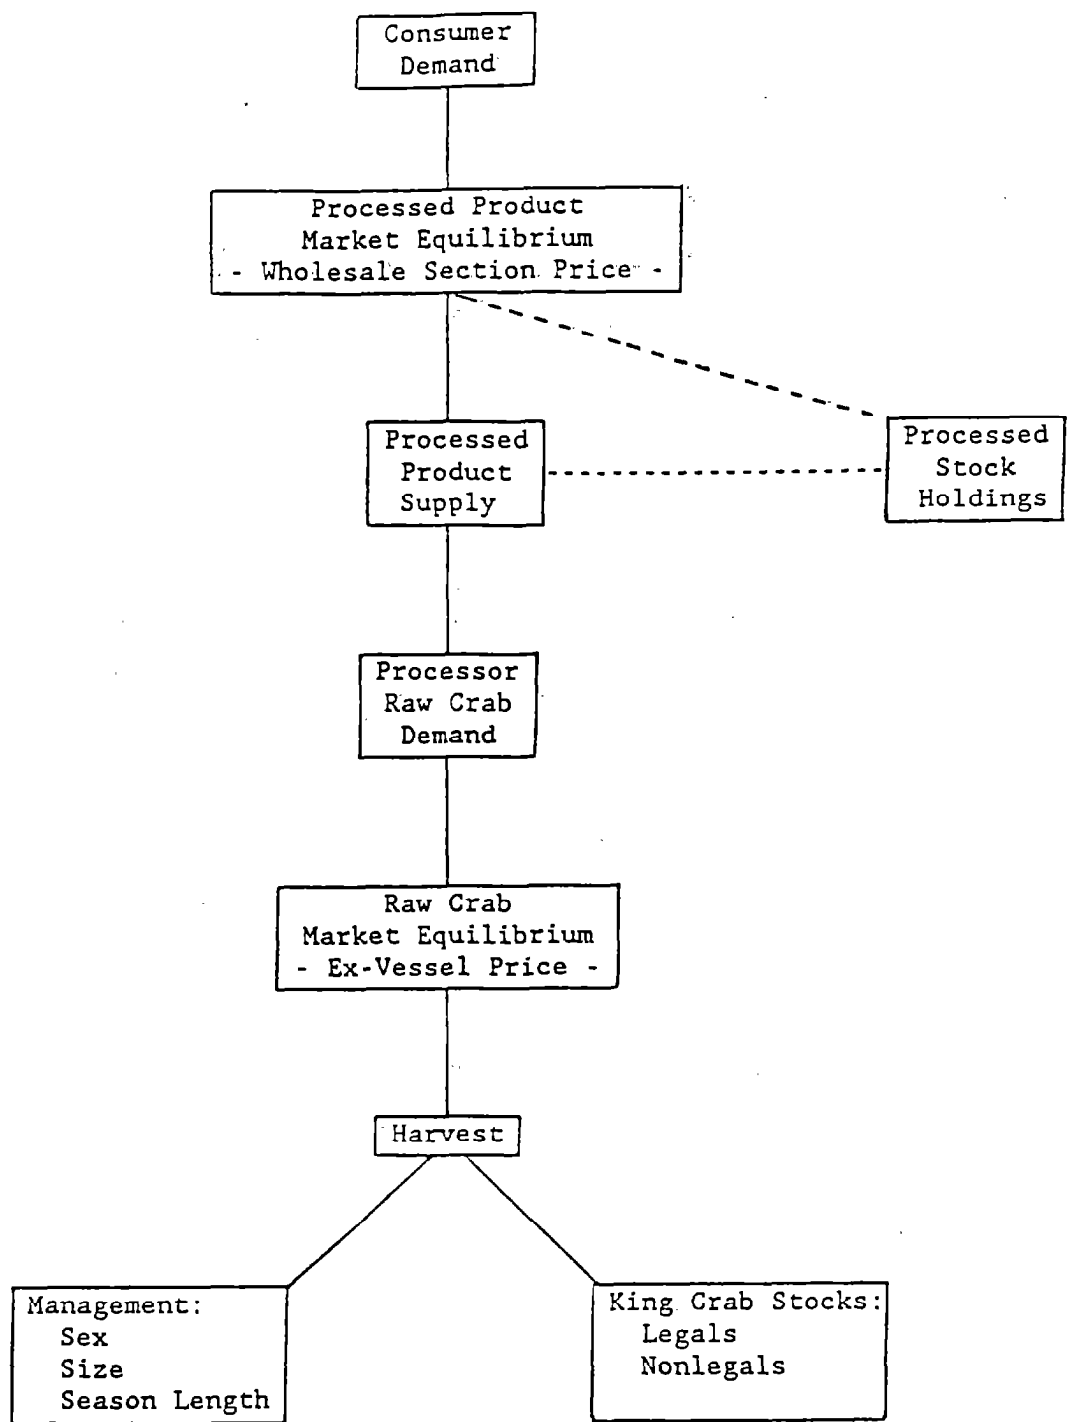 Consumer
Demand
Processed Product
Market Equilibrium
- Wholesale Section Price -
Processed
Product
Supply
Processed
Stock
Holdings
Processor
Raw Crab
Demand
Raw Crab
Market Equilibrium
- Ex-Vessel Price -
Harvest
Management:
Sex
Size
Season Length
King Crab Stocks:
Legals
Nonlegals